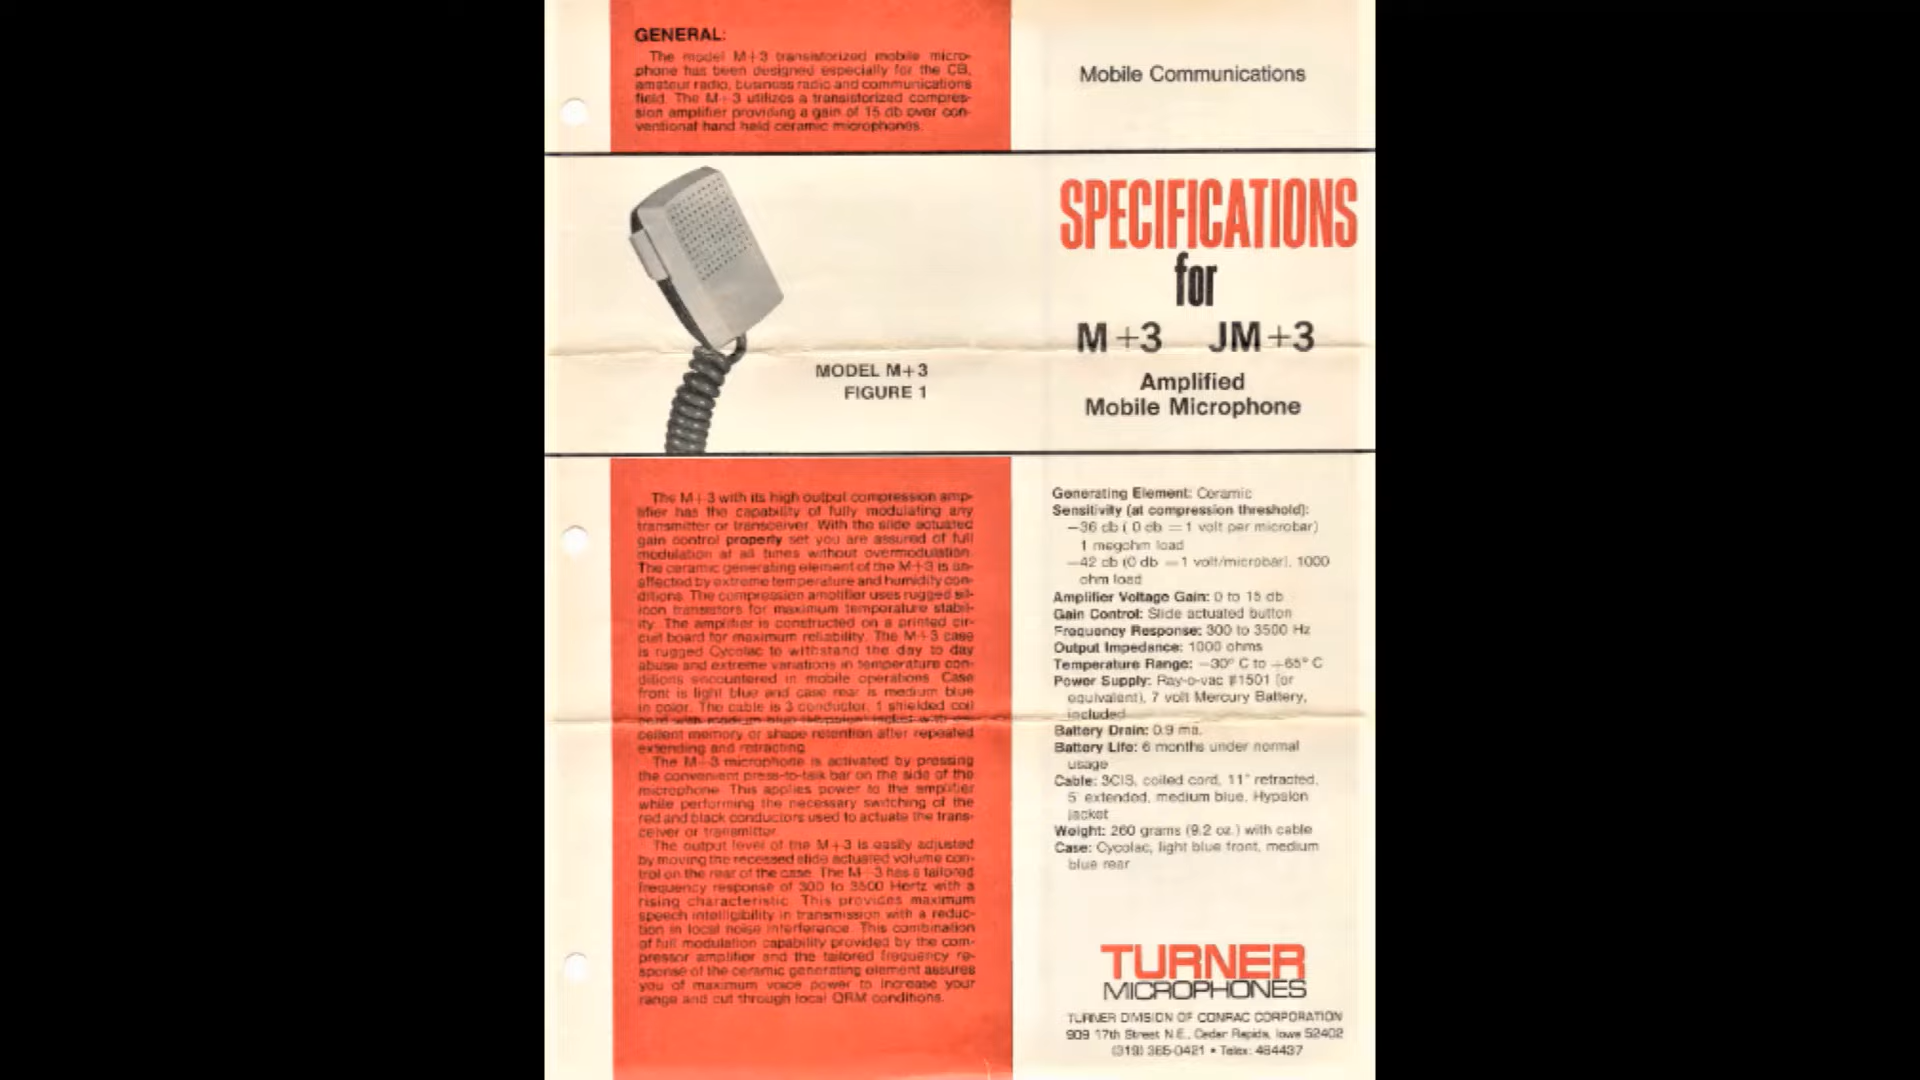 GENERAL:
The model M+3 transistorized mobile micro-
phone has been designed especially for the CB,
amateur radio, business radio and communications
field. The M+3 utilizes a transistorized compres-
sion amplifier providing a gain of 15 db over con-
ventional hand held ceramic microphones.
Mobile Communications
SPECIFICATIONS
for
M+3 JM+3
Amplified
Mobile Microphone
MODEL M+3
FIGURE 1
The M+3 with its high output compression amp-
lifier has the capability of fully modulating any
transmitter or transceiver. With the slide actuated
gain control properly set you are assured of full
modulation at all times without overmodulation.
The ceramic generating element of the M+3 is un-
affected by extreme temperature and humidity con-
ditions. The compression amplifier uses rugged sil-
icon transistors for maximum temperature stabil-
ity. The amplifier is constructed on a printed cir-
cuit board for maximum reliability. The M+3 case
is rugged Cycolac to withstand the day to day
abuse and extreme variations in temperature con-
ditions encountered in mobile operations. Case
front is light blue and case rear is medium blue
in color. The cable is 3 conductor, 1 shielded coil
cord with medium blue (Hypalon) jacket with ex-
cellent memory or shape retention after repeated
extending and retracting.
The M+3 microphone is activated by pressing
the convenient press-to-talk bar on the side of the
microphone. This applies power to the amplifier
while performing the necessary switching of the
red and black conductors used to actuate the trans-
ceiver or transmitter.
The output level of the M+3 is easily adjusted
by moving the recessed slide actuated volume con-
trol on the rear of the case. The M+3 has a tailored
frequency response of 300 to 3500 Hertz with a
rising characteristic. This provides maximum
speech intelligibility in transmission with a reduc-
tion in local noise interference. This combination
of full modulation capability provided by the com-
pressor amplifier and the tailored frequency re-
sponse of the ceramic generating element assures
you of maximum voice power to increase your
range and cut through local QRM conditions.
Generating Element: Ceramic
Sensitivity (at compression threshold):
−36 db ( 0 db = 1 volt per microbar)
1 megohm load
−42 db (0 db = 1 volt/microbar), 1000
ohm load
Amplifier Voltage Gain: 0 to 15 db
Gain Control: Slide actuated button
Frequency Response: 300 to 3500 Hz
Output Impedance: 1000 ohms
Temperature Range: −30° C to +65° C
Power Supply: Ray-o-vac #1501 (or
equivalent), 7 volt Mercury Battery,
included
Battery Drain: 0.9 ma.
Battery Life: 6 months under normal
usage
Cable: 3CIS, coiled cord, 11" retracted,
5' extended, medium blue, Hypalon
jacket
Weight: 260 grams (9.2 oz.) with cable
Case: Cycolac, light blue front, medium
blue rear
TURNER
MICROPHONES
TURNER DIVISION OF CONRAC CORPORATION
909 17th Street N.E., Cedar Rapids, Iowa 52402
(319) 365-0421 • Telex: 464437